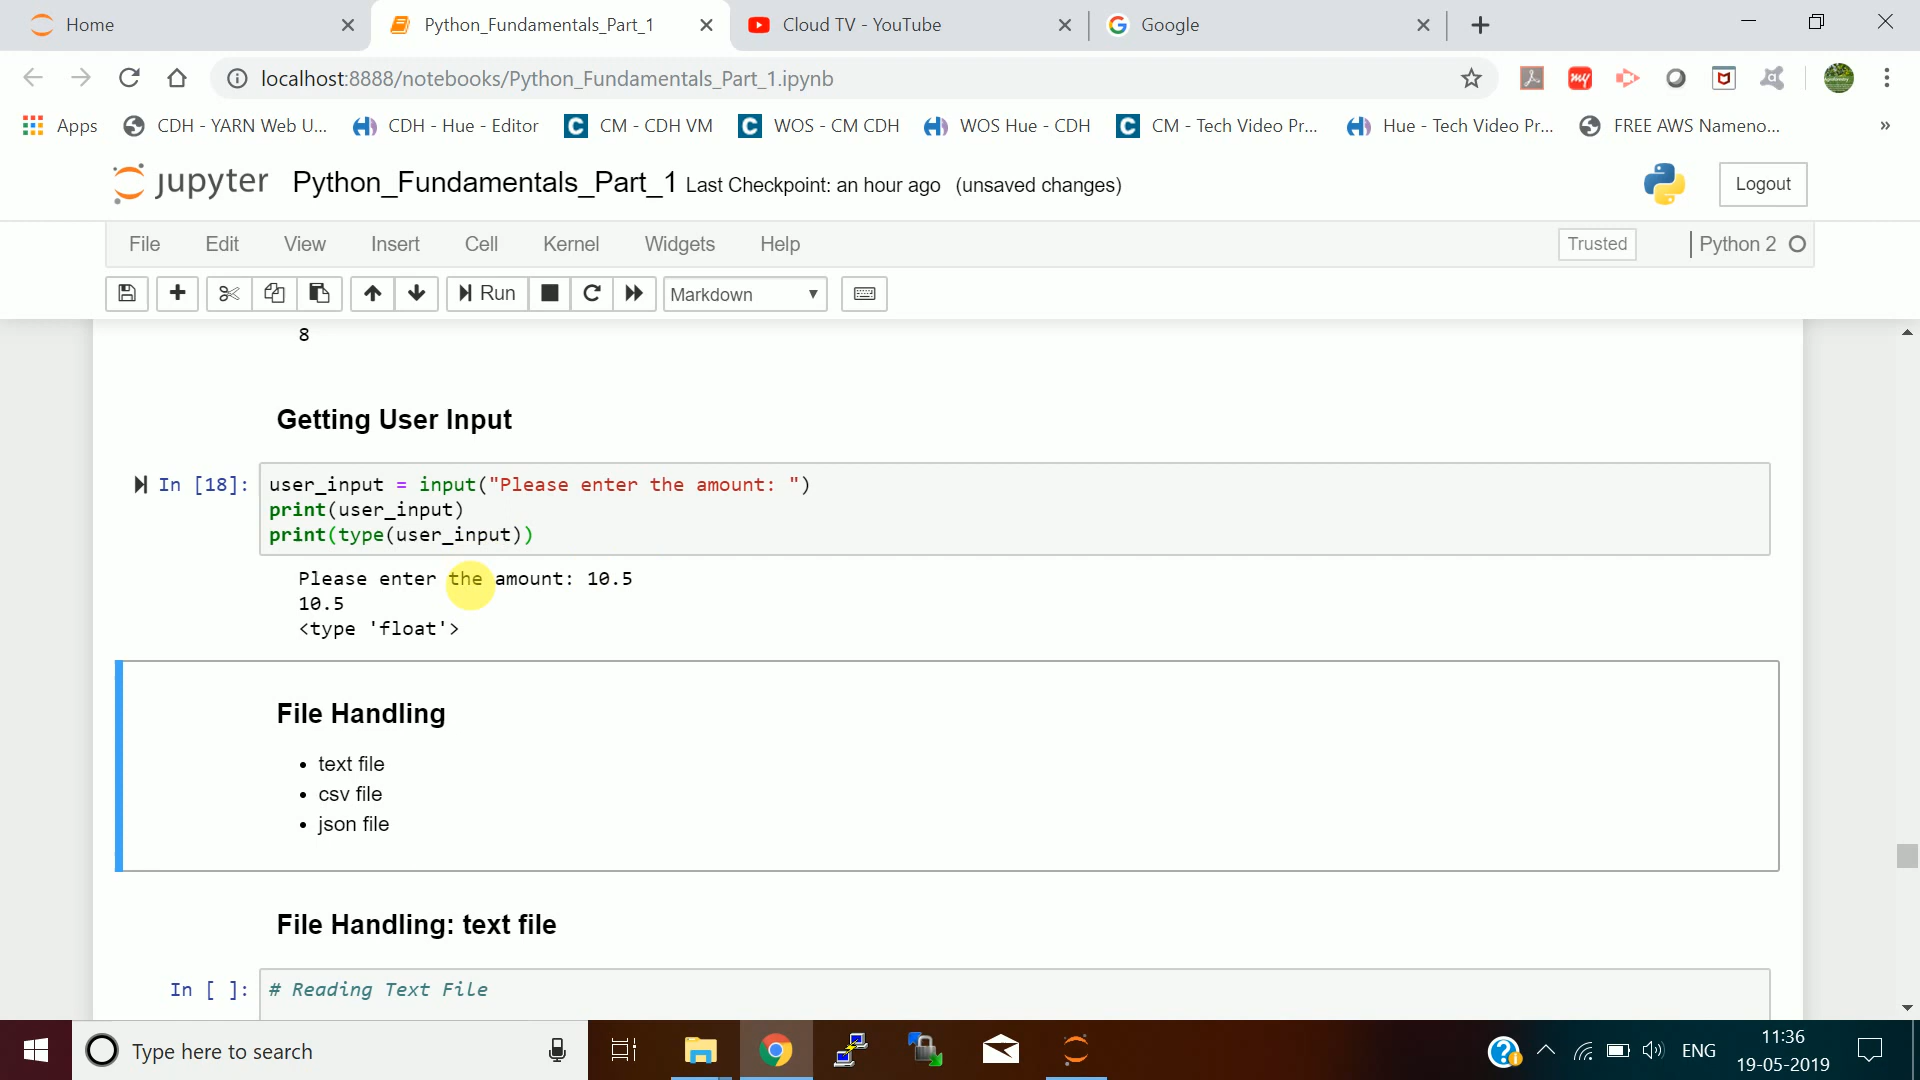 Home
Python_Fundamentals_Part_1
Cloud TV - YouTube
Google
localhost:8888/notebooks/Python_Fundamentals_Part_1.ipynb
my
Apps
CDH - YARN Web U...
CDH - Hue - Editor
CM - CDH VM
WOS - CM CDH
WOS Hue - CDH
CM - Tech Video Pr...
Hue - Tech Video Pr...
FREE AWS Nameno...
»
jupyter Python_Fundamentals_Part_1 Last Checkpoint: an hour ago (unsaved changes)
Logout
File Edit View Insert Cell Kernel Widgets Help
Trusted
Python 2
Run
Markdown
8
Getting User Input
In [18]: user_input = input("Please enter the amount: ")
print(user_input)
print(type(user_input))
Please enter the amount: 10.5
10.5
<type 'float'>
File Handling
• text file
• csv file
• json file
File Handling: text file
In [ ]: # Reading Text File
Type here to search
ENG
11:36
19-05-2019